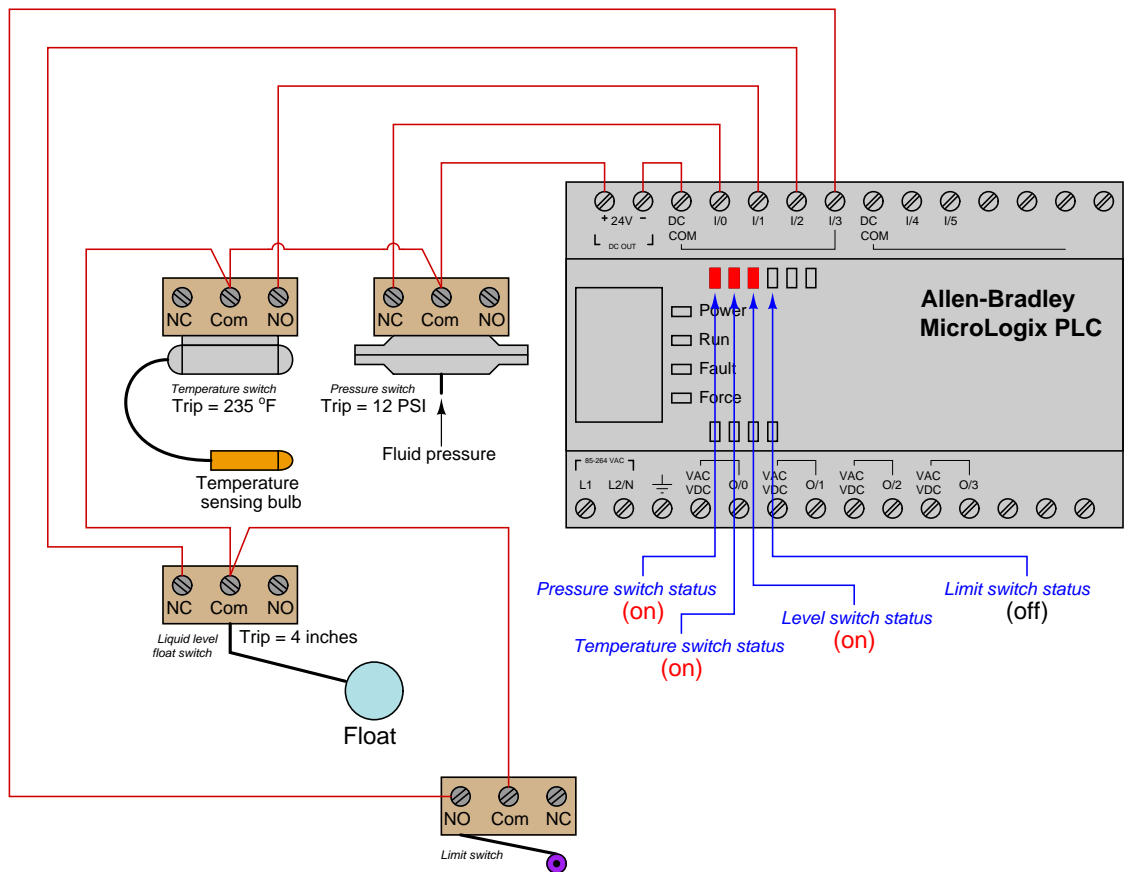 + 24V - DC COM I/0 I/1 I/2 I/3 DC COM I/4 I/5
DC OUT
NC Com NO
NC Com NO
Allen-Bradley
MicroLogix PLC
Power
Run
Fault
Force
Temperature switch
Trip = 235 °F
Pressure switch
Trip = 12 PSI
Fluid pressure
Temperature
sensing bulb
85-264 VAC
L1 L2/N VAC VDC O/0 VAC VDC O/1 VAC VDC O/2 VAC VDC O/3
Pressure switch status
(on)
Temperature switch status
(on)
Level switch status
(on)
Limit switch status
(off)
NC Com NO
Liquid level
float switch
Trip = 4 inches
Float
NO Com NC
Limit switch